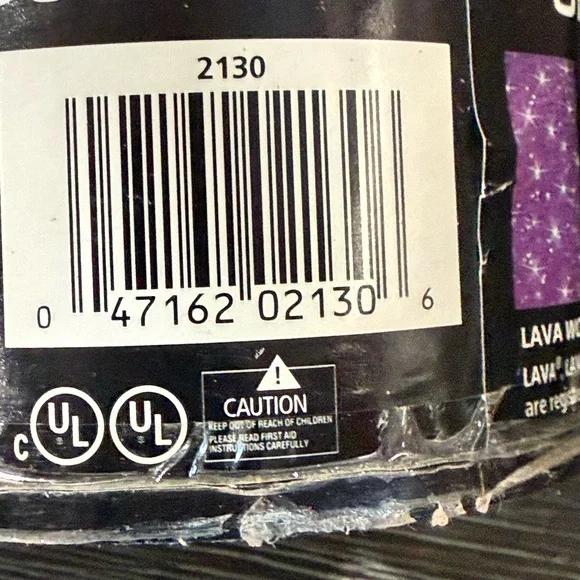 2130
0 47162 02130 6
C UL UL
CAUTION
KEEP OUT OF REACH OF CHILDREN
PLEASE READ FIRST AID
INSTRUCTIONS CAREFULLY
LAVA
LAVA®,
are